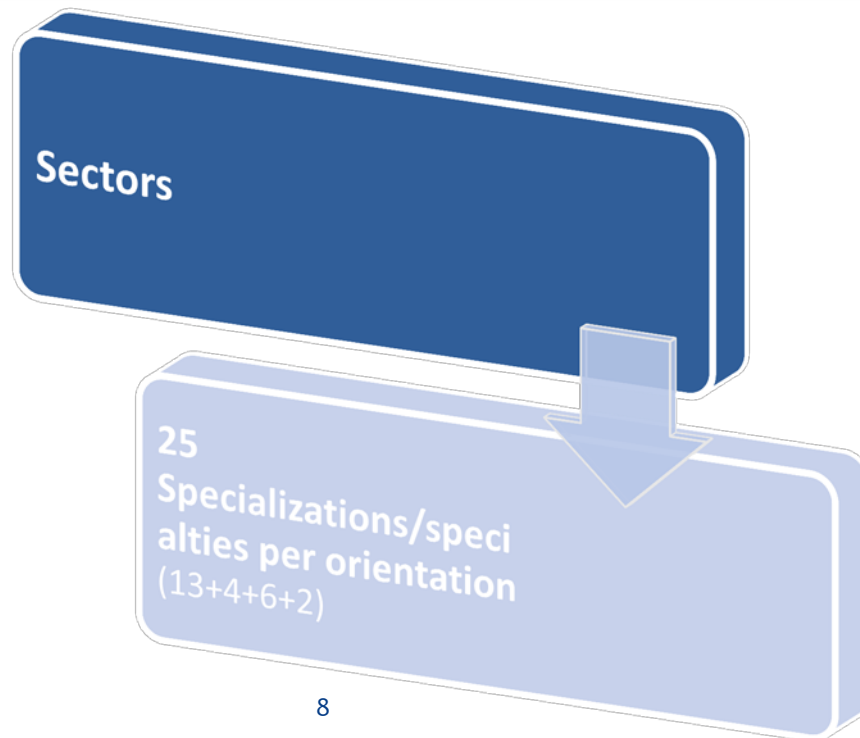 Sectors
25
Specializations/speci
alties per orientation
(13+4+6+2)
8